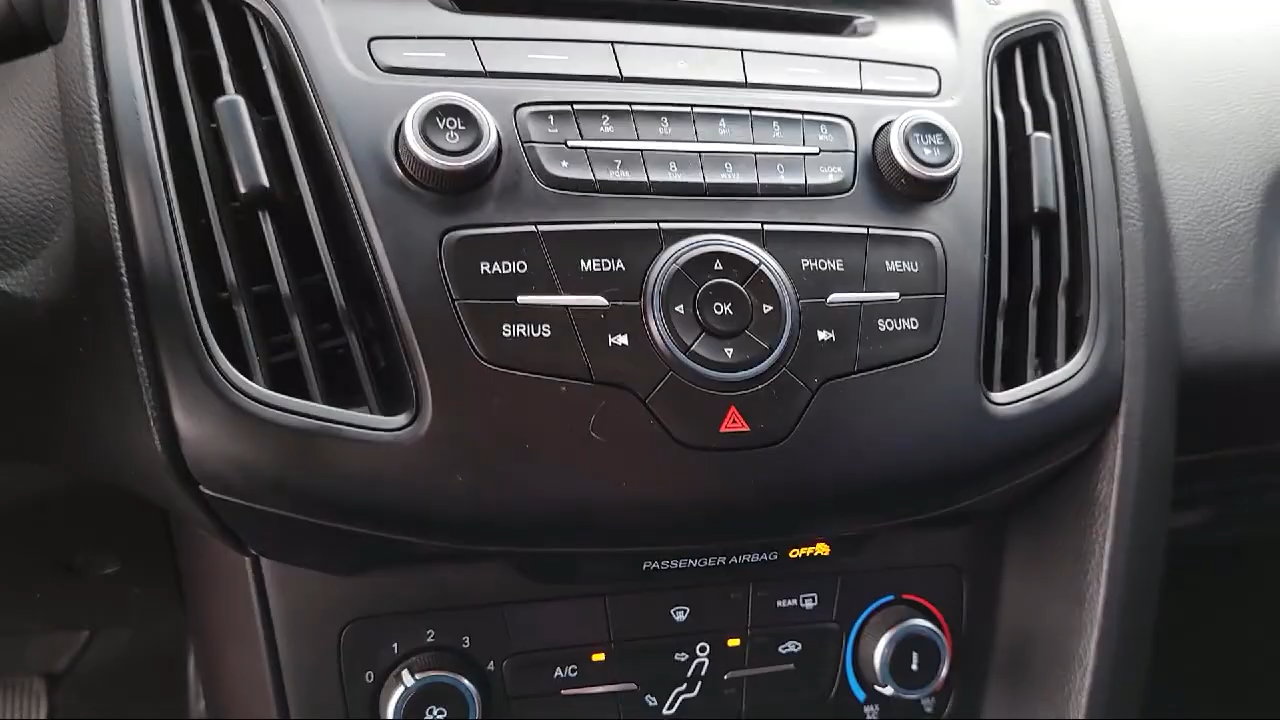 VOL
1
2 ABC
3 DEF
4 GHI
5 JKL
6 MNO
TUNE
*
7 PQRS
8 TUV
9 WXYZ
0
CLOCK
RADIO
MEDIA
PHONE
MENU
OK
SIRIUS
SOUND
PASSENGER AIRBAG OFF
REAR
0 1 2 3 4
A/C
MAX A/C